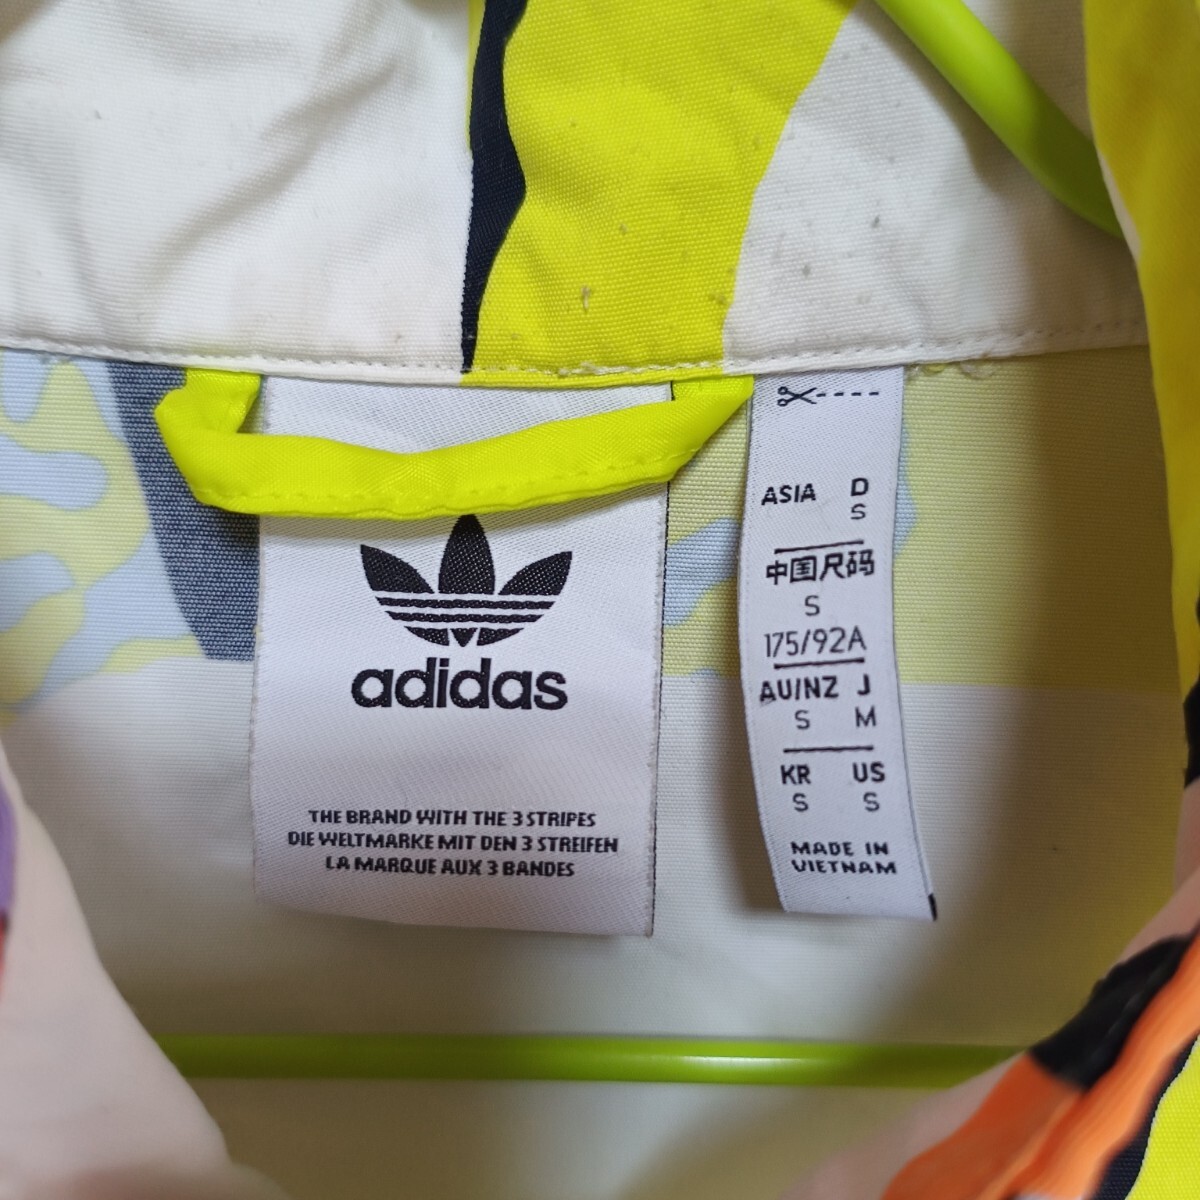 adidas
THE BRAND WITH THE 3 STRIPES
DIE WELTMARKE MIT DEN 3 STREIFEN
LA MARQUE AUX 3 BANDES
ASIA D
S
中国尺码
S
175/92A
AU/NZ J
S M
KR US
S S
MADE IN
VIETNAM